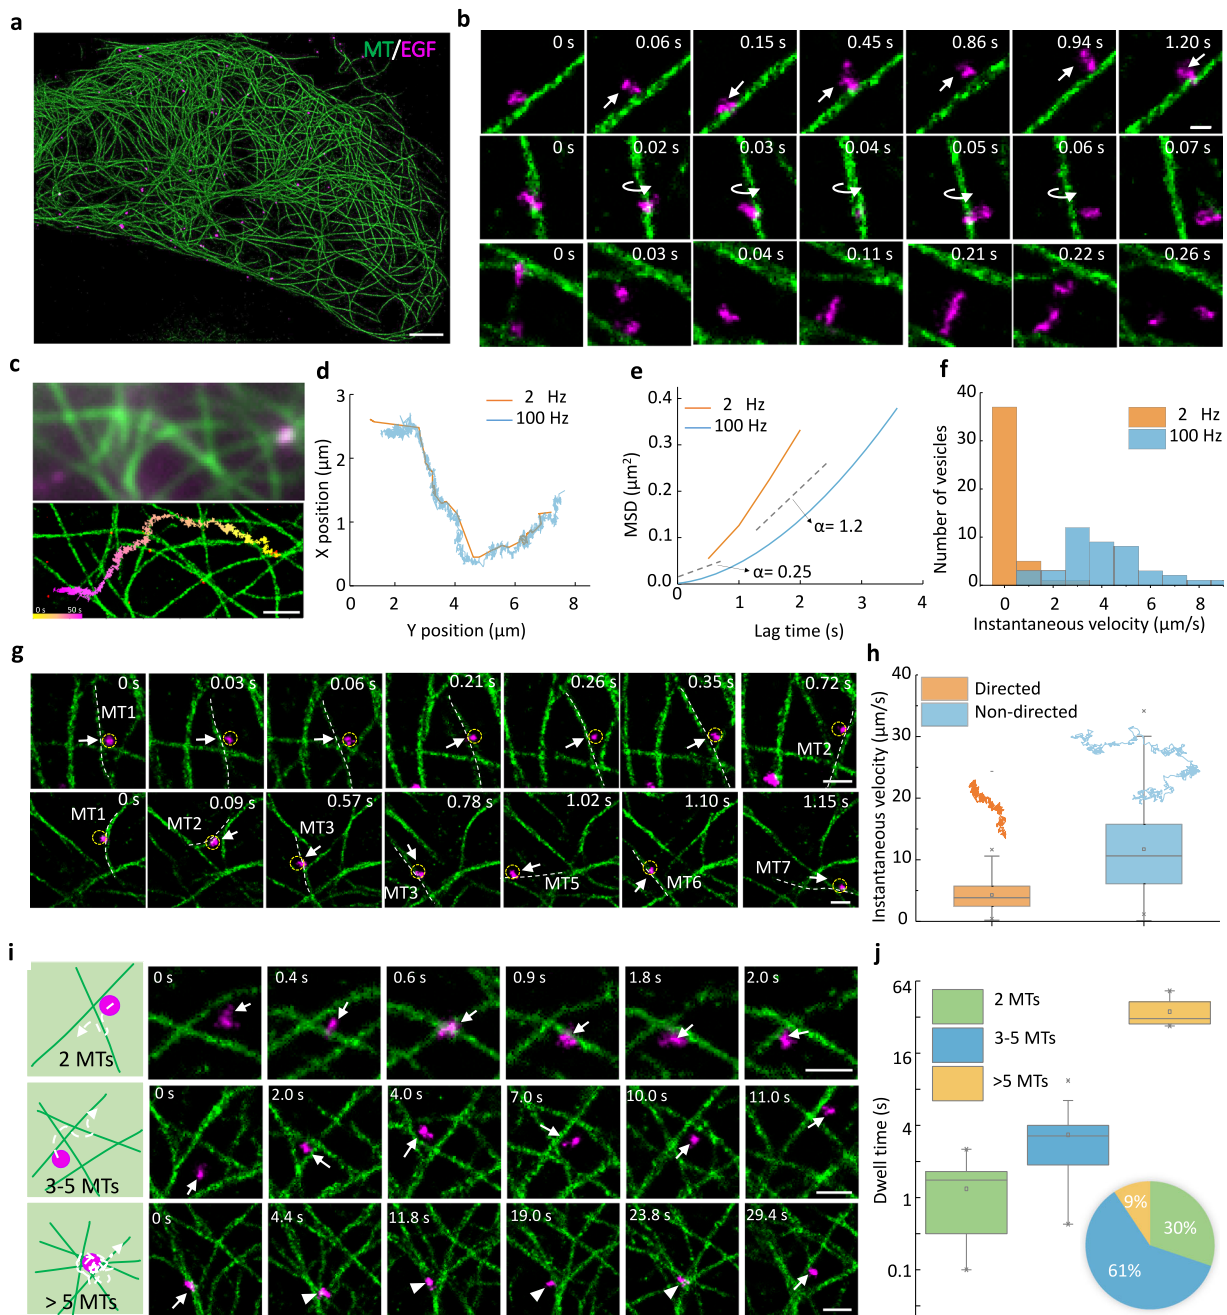 a
MT/EGF
b
0 s
0.06 s
0.15 s
0.45 s
0.86 s
0.94 s
1.20 s
0 s
0.02 s
0.03 s
0.04 s
0.05 s
0.06 s
0.07 s
0 s
0.03 s
0.04 s
0.11 s
0.21 s
0.22 s
0.26 s
c
0 s
50 s
d
2 Hz
100 Hz
3
2
1
0
X position (µm)
0
2
4
6
8
Y position (µm)
e
2 Hz
100 Hz
0.4
0.3
0.2
0.1
0.0
MSD (µm²)
α= 1.2
α= 0.25
0
1
2
3
4
Lag time (s)
f
2 Hz
100 Hz
40
30
20
10
0
Number of vesicles
0
2
4
6
8
Instantaneous velocity (µm/s)
g
0 s
0.03 s
0.06 s
0.21 s
0.26 s
0.35 s
0.72 s
MT1
MT2
0 s
0.09 s
0.57 s
0.78 s
1.02 s
1.10 s
1.15 s
MT1
MT2
MT3
MT3
MT5
MT6
MT7
h
Directed
Non-directed
40
30
20
10
0
Instantaneous velocity (µm/s)
i
2 MTs
0 s
0.4 s
0.6 s
0.9 s
1.8 s
2.0 s
3-5 MTs
0 s
2.0 s
4.0 s
7.0 s
10.0 s
11.0 s
> 5 MTs
0 s
4.4 s
11.8 s
19.0 s
23.8 s
29.4 s
j
2 MTs
3-5 MTs
>5 MTs
64
16
4
1
0.1
Dwell time (s)
9%
30%
61%